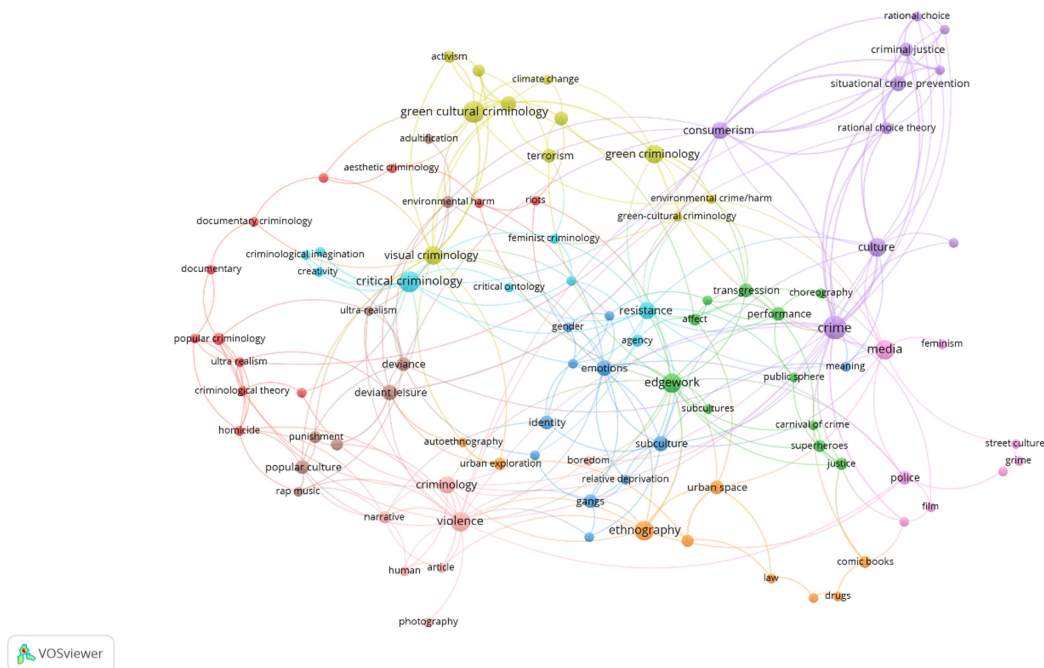 rational choice
criminal justice
activism
climate change
situational crime prevention
green cultural criminology
consumerism
rational choice theory
adultification
terrorism
green criminology
aesthetic criminology
environmental harm
riots
environmental crime/harm
green-cultural criminology
documentary criminology
feminist criminology
criminological imagination
visual criminology
culture
documentary
creativity
critical criminology
critical ontology
transgression
choreography
ultra-realism
resistance
affect
performance
gender
crime
popular criminology
agency
media
feminism
ultra realism
deviance
emotions
meaning
public sphere
criminological theory
deviant leisure
edgework
subcultures
identity
carnival of crime
homicide
punishment
autoethnography
subculture
superheroes
street culture
popular culture
urban exploration
boredom
justice
grime
relative deprivation
police
rap music
criminology
urban space
gangs
film
narrative
violence
ethnography
human
article
comic books
law
drugs
photography
VOSviewer